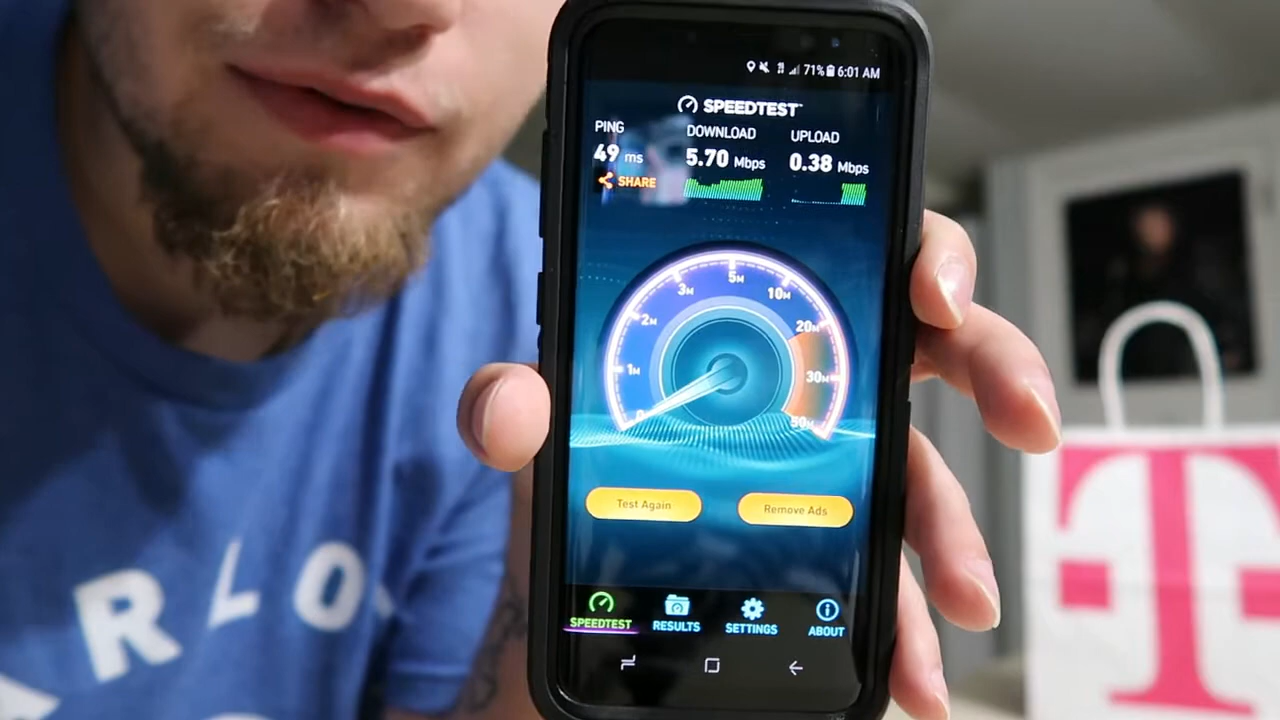 71% 6:01 AM
SPEEDTEST
PING DOWNLOAD UPLOAD
49 ms 5.70 Mbps 0.38 Mbps
SHARE
5M
3M 10M
2M 20M
1M 30M
0 50M
Test Again Remove Ads
SPEEDTEST RESULTS SETTINGS ABOUT
RLO
T